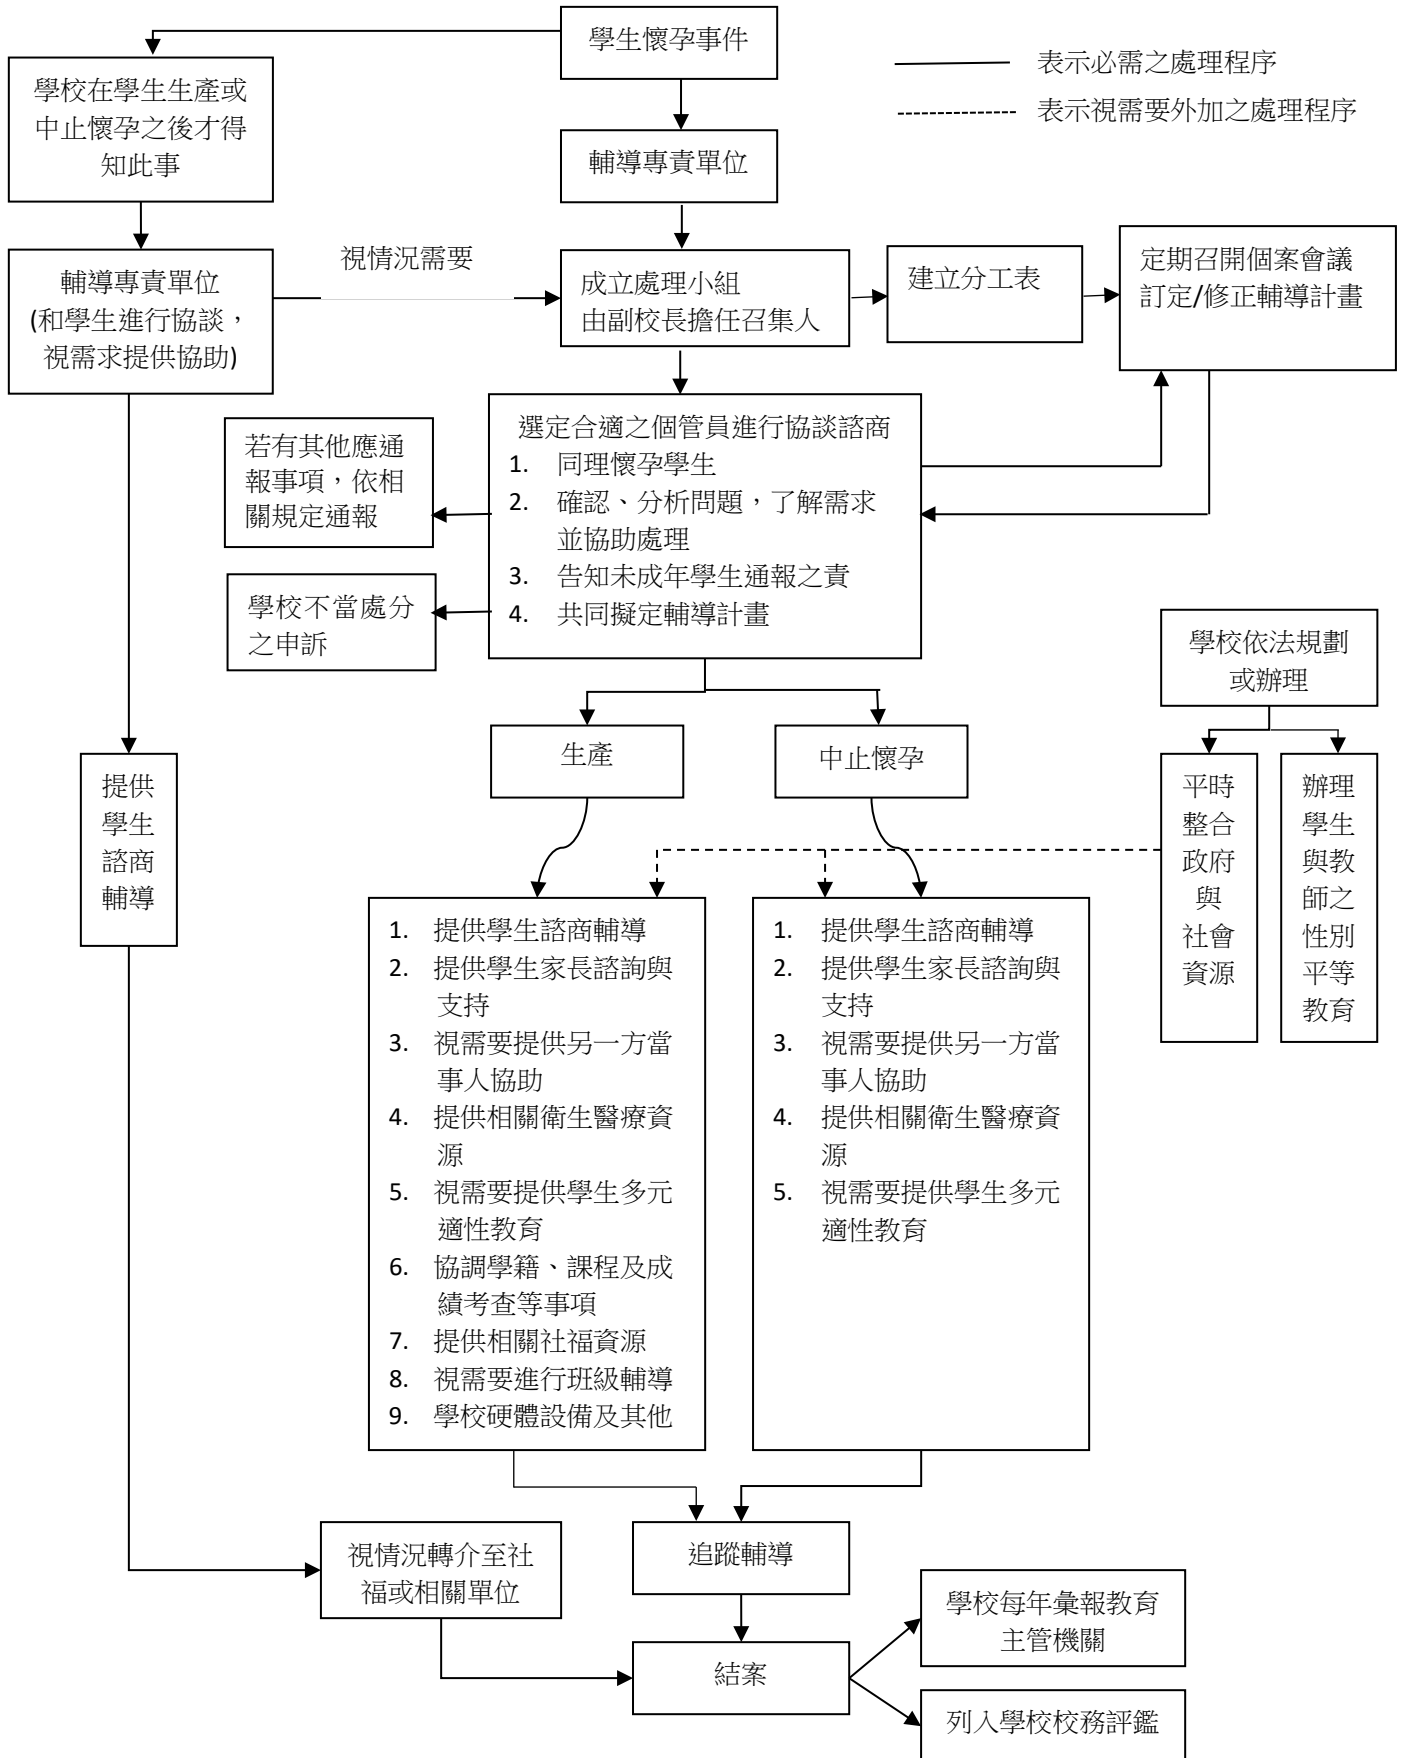 學生懷孕事件
表示必需之處理程序
表示視需要外加之處理程序
學校在學生生產或
中止懷孕之後才得
知此事
輔導專責單位
輔導專責單位
(和學生進行協談，
視需求提供協助)
視情況需要
成立處理小組
由副校長擔任召集人
建立分工表
定期召開個案會議
訂定/修正輔導計畫
選定合適之個管員進行協談諮商
1. 同理懷孕學生
2. 確認、分析問題，了解需求
並協助處理
3. 告知未成年學生通報之責
4. 共同擬定輔導計畫
若有其他應通
報事項，依相
關規定通報
學校不當處分
之申訴
學校依法規劃
或辦理
生產
中止懷孕
提供
學生
諮商
輔導
平時
整合
政府
與
社會
資源
辦理
學生
與教
師之
性別
平等
教育
1. 提供學生諮商輔導
2. 提供學生家長諮詢與
支持
3. 視需要提供另一方當
事人協助
4. 提供相關衛生醫療資
源
5. 視需要提供學生多元
適性教育
6. 協調學籍、課程及成
績考查等事項
7. 提供相關社福資源
8. 視需要進行班級輔導
9. 學校硬體設備及其他
1. 提供學生諮商輔導
2. 提供學生家長諮詢與
支持
3. 視需要提供另一方當
事人協助
4. 提供相關衛生醫療資
源
5. 視需要提供學生多元
適性教育
視情況轉介至社
福或相關單位
追蹤輔導
結案
學校每年彙報教育
主管機關
列入學校校務評鑑